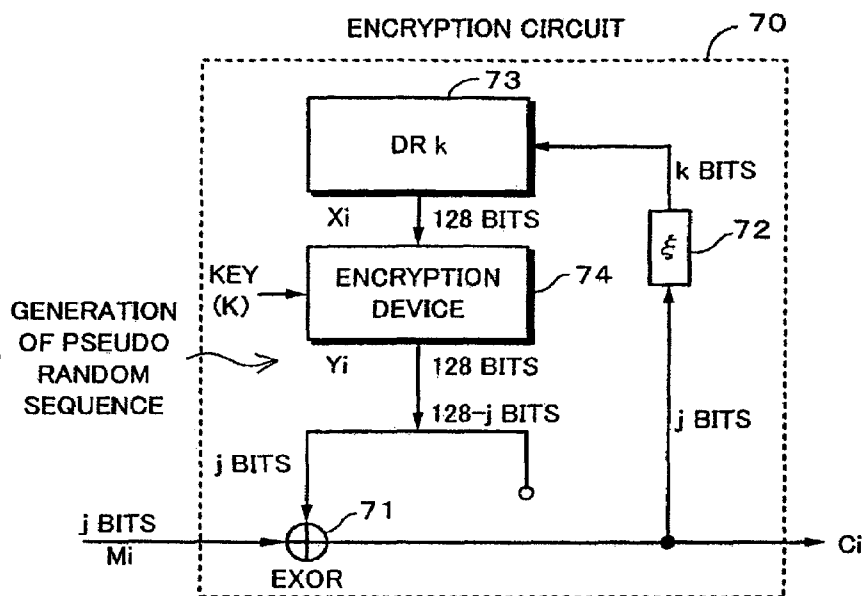 ENCRYPTION CIRCUIT
70
73
DR k
k BITS
Xi
128 BITS
ξ
72
KEY
(K)
ENCRYPTION
DEVICE
74
GENERATION
OF PSEUDO
RANDOM
SEQUENCE
Yi
128 BITS
128-j BITS
j BITS
j BITS
j BITS
Mi
71
EXOR
Ci